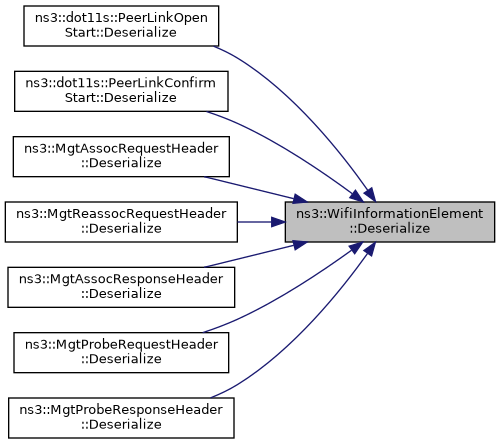 ns3::dot11s::PeerLinkOpen
Start::Deserialize
ns3::dot11s::PeerLinkConfirm
Start::Deserialize
ns3::MgtAssocRequestHeader
::Deserialize
ns3::MgtReassocRequestHeader
::Deserialize
ns3::MgtAssocResponseHeader
::Deserialize
ns3::MgtProbeRequestHeader
::Deserialize
ns3::MgtProbeResponseHeader
::Deserialize
ns3::WifiInformationElement
::Deserialize